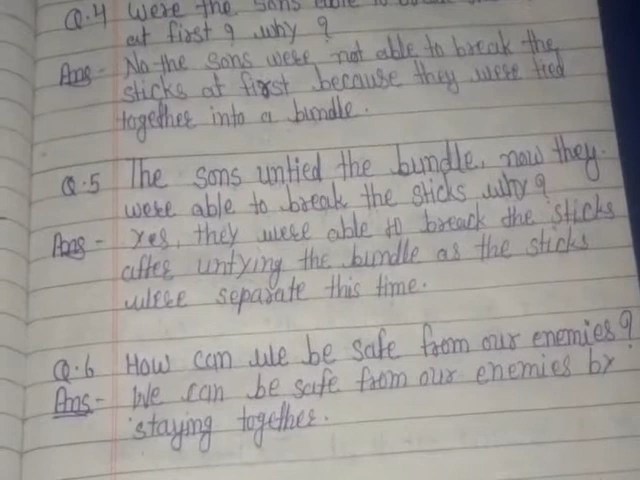 Q.4 Were the sons able to break
at first ? why ?
Ans - No the sons were not able to break the
sticks at first because they were tied
together into a bundle.
Q.5 The sons untied the bundle. now they.
were able to break the sticks why ?
Ans - Yes, they were able to breack the sticks
after untying the bundle as the sticks
were separate this time.
Q.6 How can we be safe from our enemies ?
Ans - We can be safe from our enemies by
staying together.